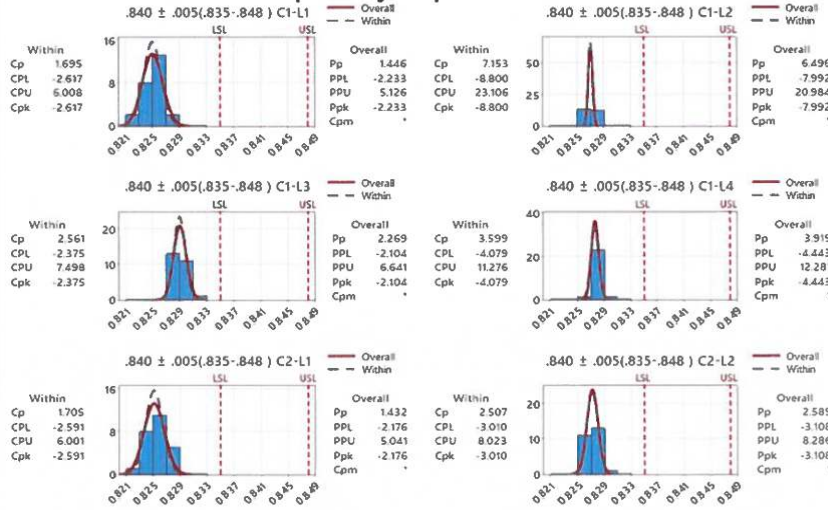 .840 ± .005(.835-.848 ) C1-L1
Overall
Within
LSL
USL
Within
Cp 1.695
CPL -2.617
CPU 6.008
Cpk -2.617
16
8
0
0.821 0.825 0.829 0.833 0.837 0.841 0.845 0.849
Overall
Pp 1.446
PPL -2.233
PPU 5.126
Ppk -2.233
Cpm *
.840 ± .005(.835-.848 ) C1-L2
Overall
Within
LSL
USL
Within
Cp 7.153
CPL -8.800
CPU 23.106
Cpk -8.800
50
25
0
0.821 0.825 0.829 0.833 0.837 0.841 0.845 0.849
Overall
Pp 6.496
PPL -7.992
PPU 20.984
Ppk -7.992
Cpm *
.840 ± .005(.835-.848 ) C1-L3
Overall
Within
LSL
USL
Within
Cp 2.561
CPL -2.375
CPU 7.498
Cpk -2.375
20
10
0
0.821 0.825 0.829 0.833 0.837 0.841 0.845 0.849
Overall
Pp 2.269
PPL -2.104
PPU 6.641
Ppk -2.104
Cpm *
.840 ± .005(.835-.848 ) C1-L4
Overall
Within
LSL
USL
Within
Cp 3.599
CPL -4.079
CPU 11.276
Cpk -4.079
40
20
0
0.821 0.825 0.829 0.833 0.837 0.841 0.845 0.849
Overall
Pp 3.919
PPL -4.443
PPU 12.28
Ppk -4.443
Cpm *
.840 ± .005(.835-.848 ) C2-L1
Overall
Within
LSL
USL
Within
Cp 1.705
CPL -2.591
CPU 6.001
Cpk -2.591
16
8
0
0.821 0.825 0.829 0.833 0.837 0.841 0.845 0.849
Overall
Pp 1.432
PPL -2.176
PPU 5.041
Ppk -2.176
Cpm *
.840 ± .005(.835-.848 ) C2-L2
Overall
Within
LSL
USL
Within
Cp 2.507
CPL -3.010
CPU 8.023
Cpk -3.010
20
10
0
0.821 0.825 0.829 0.833 0.837 0.841 0.845 0.849
Overall
Pp 2.589
PPL -3.108
PPU 8.286
Ppk -3.108
Cpm *